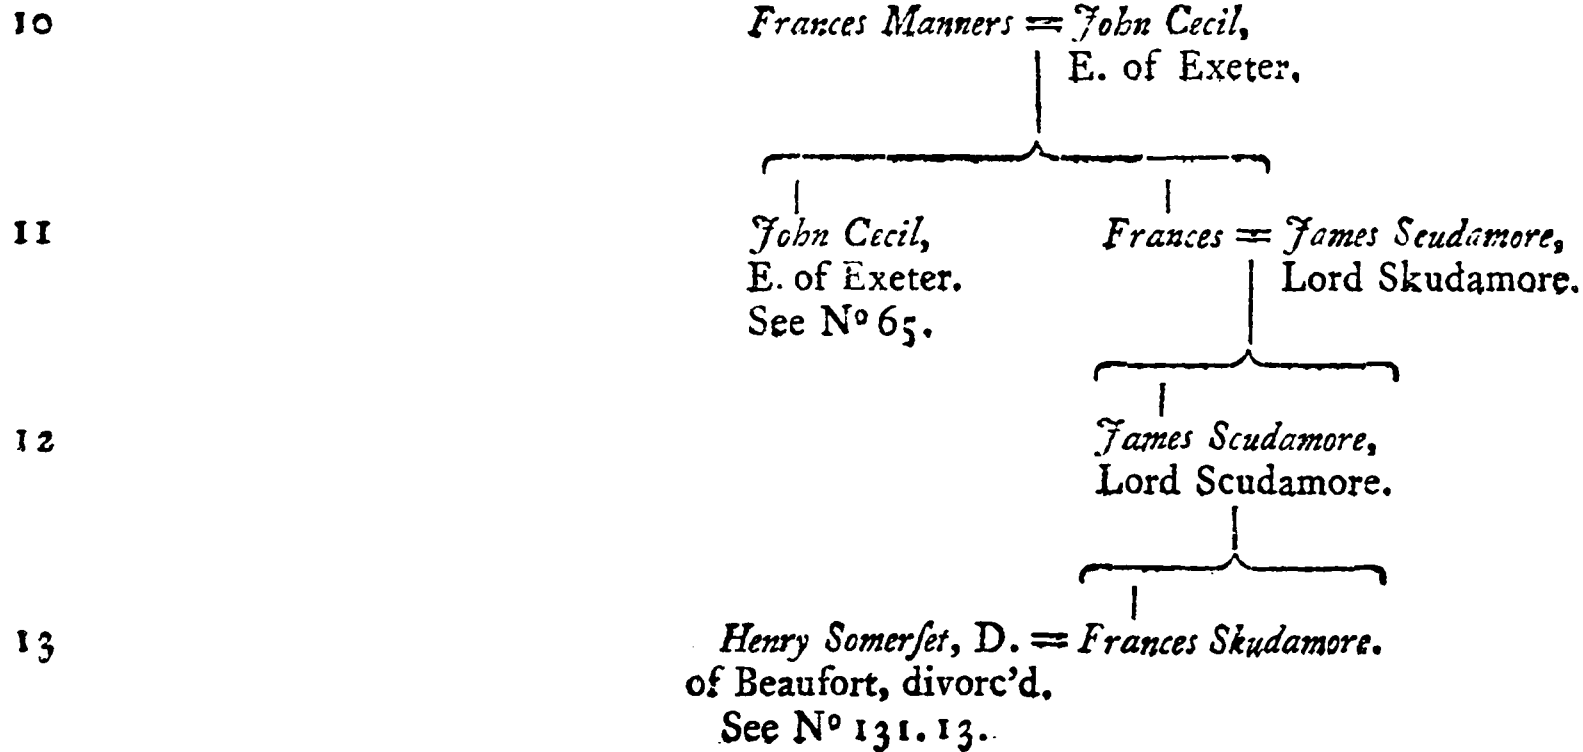 10 Frances Manners = John Cecil,
E. of Exeter.
11 John Cecil, Frances = James Scudamore,
E. of Exeter. Lord Skudamore.
See Nº 65.
12 James Scudamore,
Lord Scudamore.
13 Henry Somerſet, D. = Frances Skudamore.
of Beaufort, divorc'd.
See Nº 131. 13.